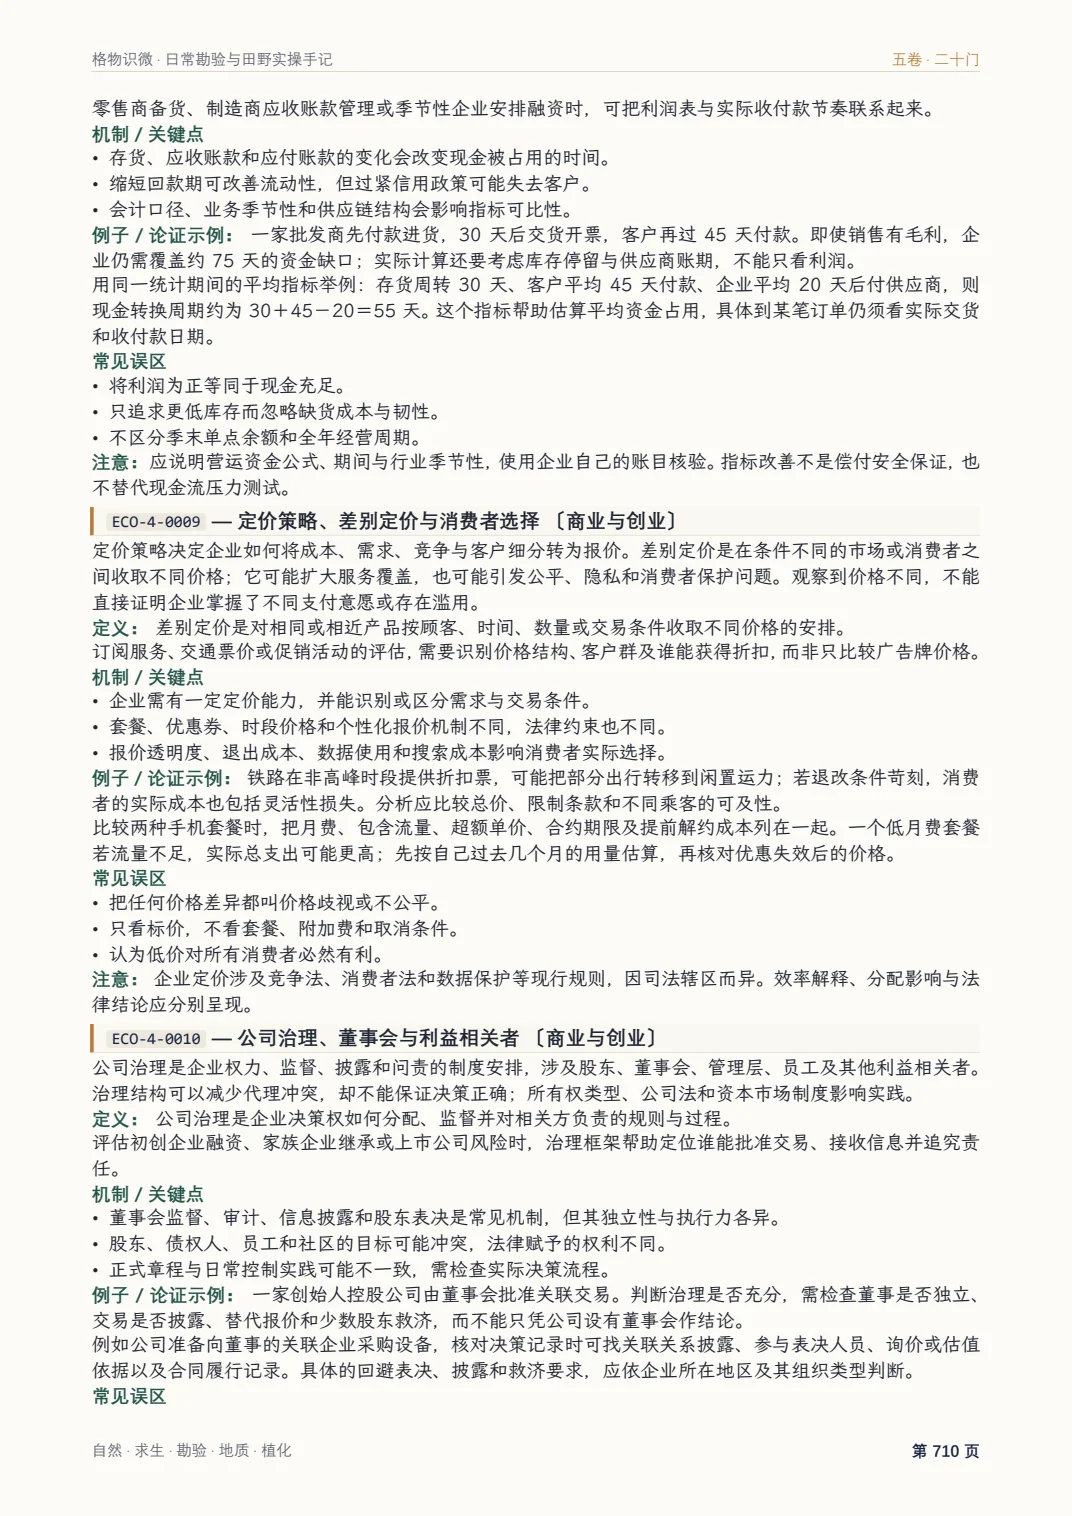 格物识微 · 日常勘验与田野实操手记
五卷 · 二十门
零售商备货、制造商应收账款管理或季节性企业安排融资时，可把利润表与实际收付款节奏联系起来。
机制 / 关键点
• 存货、应收账款和应付账款的变化会改变现金被占用的时间。
• 缩短回款期可改善流动性，但过紧信用政策可能失去客户。
• 会计口径、业务季节性和供应链结构会影响指标可比性。
例子 / 论证示例： 一家批发商先付款进货，30 天后交货开票，客户再过 45 天付款。即使销售有毛利，企
业仍需覆盖约 75 天的资金缺口；实际计算还要考虑库存停留与供应商账期，不能只看利润。
用同一统计期间的平均指标举例：存货周转 30 天、客户平均 45 天付款、企业平均 20 天后付供应商，则
现金转换周期约为 30＋45－20＝55 天。这个指标帮助估算平均资金占用，具体到某笔订单仍须看实际交货
和收付款日期。
常见误区
• 将利润为正等同于现金充足。
• 只追求更低库存而忽略缺货成本与韧性。
• 不区分季末单点余额和全年经营周期。
注意：应说明营运资金公式、期间与行业季节性，使用企业自己的账目核验。指标改善不是偿付安全保证，也
不替代现金流压力测试。
ECO-4-0009 — 定价策略、差别定价与消费者选择 〔商业与创业〕
定价策略决定企业如何将成本、需求、竞争与客户细分转为报价。差别定价是在条件不同的市场或消费者之
间收取不同价格；它可能扩大服务覆盖，也可能引发公平、隐私和消费者保护问题。观察到价格不同，不能
直接证明企业掌握了不同支付意愿或存在滥用。
定义： 差别定价是对相同或相近产品按顾客、时间、数量或交易条件收取不同价格的安排。
订阅服务、交通票价或促销活动的评估，需要识别价格结构、客户群及谁能获得折扣，而非只比较广告牌价格。
机制 / 关键点
• 企业需有一定定价能力，并能识别或区分需求与交易条件。
• 套餐、优惠券、时段价格和个性化报价机制不同，法律约束也不同。
• 报价透明度、退出成本、数据使用和搜索成本影响消费者实际选择。
例子 / 论证示例： 铁路在非高峰时段提供折扣票，可能把部分出行转移到闲置运力；若退改条件苛刻，消费
者的实际成本也包括灵活性损失。分析应比较总价、限制条款和不同乘客的可及性。
比较两种手机套餐时，把月费、包含流量、超额单价、合约期限及提前解约成本列在一起。一个低月费套餐
若流量不足，实际总支出可能更高；先按自己过去几个月的用量估算，再核对优惠失效后的价格。
常见误区
• 把任何价格差异都叫价格歧视或不公平。
• 只看标价，不看套餐、附加费和取消条件。
• 认为低价对所有消费者必然有利。
注意： 企业定价涉及竞争法、消费者法和数据保护等现行规则，因司法辖区而异。效率解释、分配影响与法
律结论应分别呈现。
ECO-4-0010 — 公司治理、董事会与利益相关者 〔商业与创业〕
公司治理是企业权力、监督、披露和问责的制度安排，涉及股东、董事会、管理层、员工及其他利益相关者。
治理结构可以减少代理冲突，却不能保证决策正确；所有权类型、公司法和资本市场制度影响实践。
定义： 公司治理是企业决策权如何分配、监督并对相关方负责的规则与过程。
评估初创企业融资、家族企业继承或上市公司风险时，治理框架帮助定位谁能批准交易、接收信息并追究责
任。
机制 / 关键点
• 董事会监督、审计、信息披露和股东表决是常见机制，但其独立性与执行力各异。
• 股东、债权人、员工和社区的目标可能冲突，法律赋予的权利不同。
• 正式章程与日常控制实践可能不一致，需检查实际决策流程。
例子 / 论证示例： 一家创始人控股公司由董事会批准关联交易。判断治理是否充分，需检查董事是否独立、
交易是否披露、替代报价和少数股东救济，而不能只凭公司设有董事会作结论。
例如公司准备向董事的关联企业采购设备，核对决策记录时可找关联关系披露、参与表决人员、询价或估值
依据以及合同履行记录。具体的回避表决、披露和救济要求，应依企业所在地区及其组织类型判断。
常见误区
自然 · 求生 · 勘验 · 地质 · 植化
第 710 页